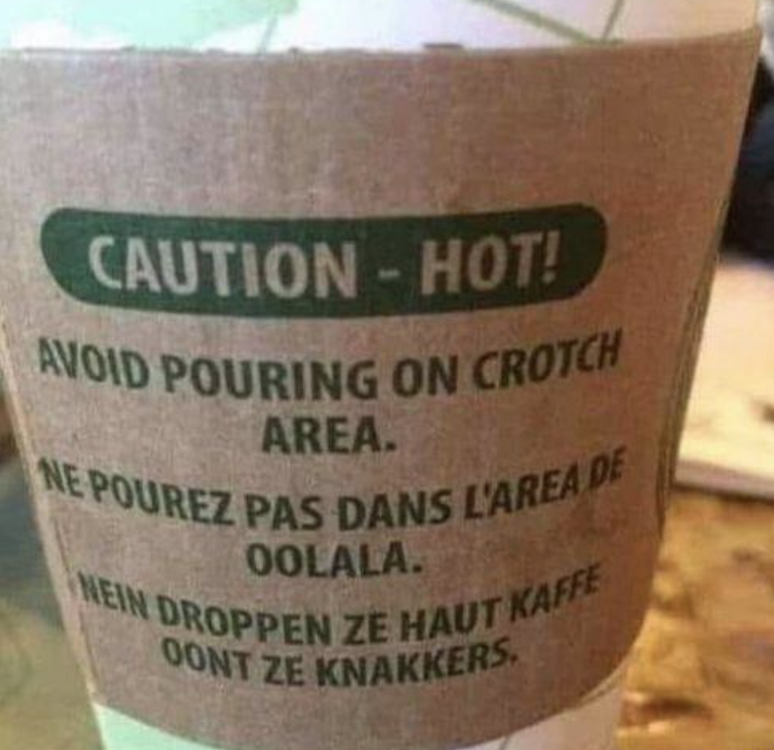 CAUTION - HOT!
AVOID POURING ON CROTCH
AREA.
NE POUREZ PAS DANS L'AREA DE
OOLALA.
NEIN DROPPEN ZE HAUT KAFFE
OONT ZE KNAKKERS.